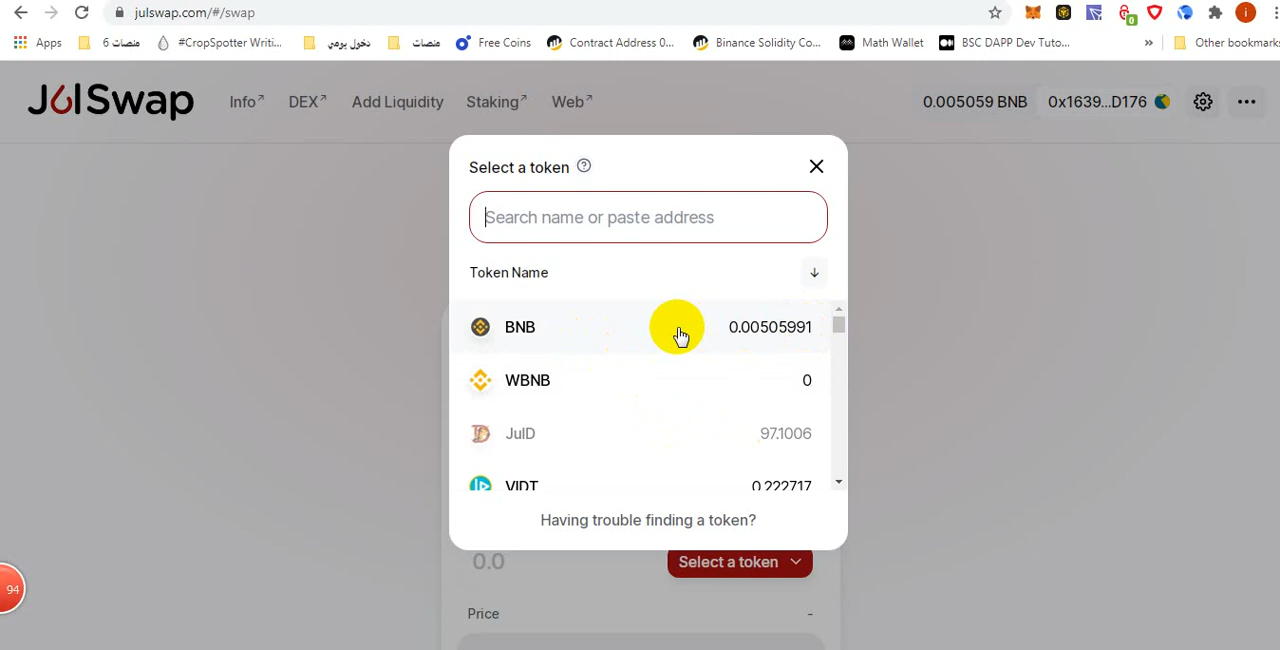 julswap.com/#/swap
0
i
Apps
منصات 6
#CropSpotter Writi...
دخول يومي
منصات
Free Coins
Contract Address 0...
Binance Solidity Co...
Math Wallet
BSC DAPP Dev Tuto...
»
Other bookmarks
JulSwap
Info↗
DEX↗
Add Liquidity
Staking↗
Web↗
0.005059 BNB
0x1639...D176
Select a token
Search name or paste address
Token Name
BNB 0.00505991
WBNB 0
JulD 97.1006
VIDT 0.222717
Having trouble finding a token?
0.0 Select a token
94
Price -